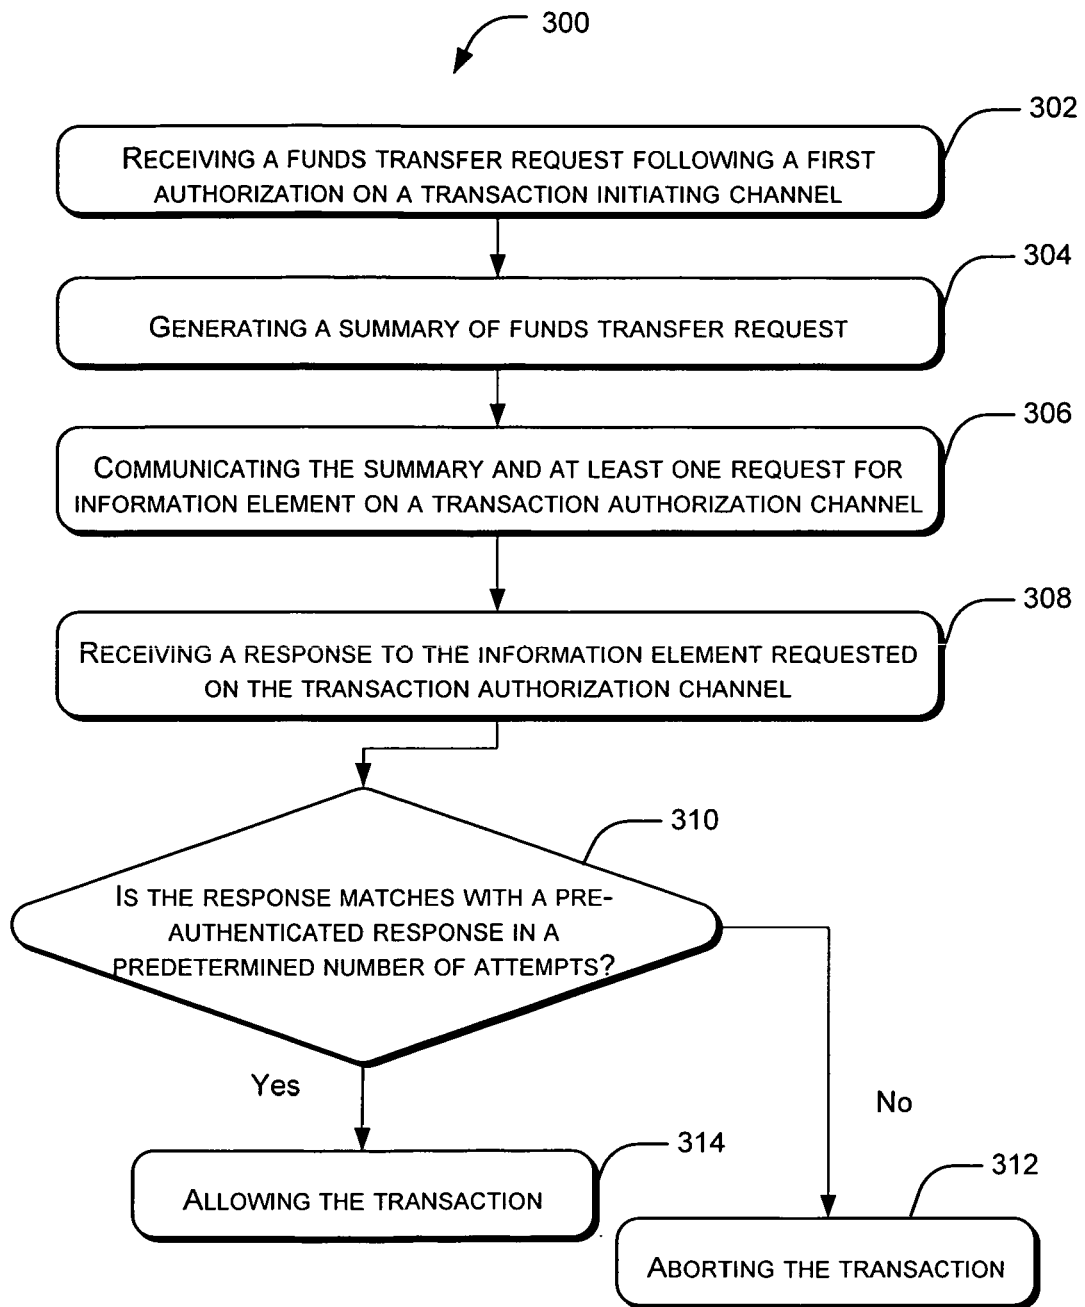 300
302
RECEIVING A FUNDS TRANSFER REQUEST FOLLOWING A FIRST
AUTHORIZATION ON A TRANSACTION INITIATING CHANNEL
304
GENERATING A SUMMARY OF FUNDS TRANSFER REQUEST
306
COMMUNICATING THE SUMMARY AND AT LEAST ONE REQUEST FOR
INFORMATION ELEMENT ON A TRANSACTION AUTHORIZATION CHANNEL
308
RECEIVING A RESPONSE TO THE INFORMATION ELEMENT REQUESTED
ON THE TRANSACTION AUTHORIZATION CHANNEL
310
IS THE RESPONSE MATCHES WITH A PRE-
AUTHENTICATED RESPONSE IN A
PREDETERMINED NUMBER OF ATTEMPTS?
Yes
No
314
ALLOWING THE TRANSACTION
312
ABORTING THE TRANSACTION